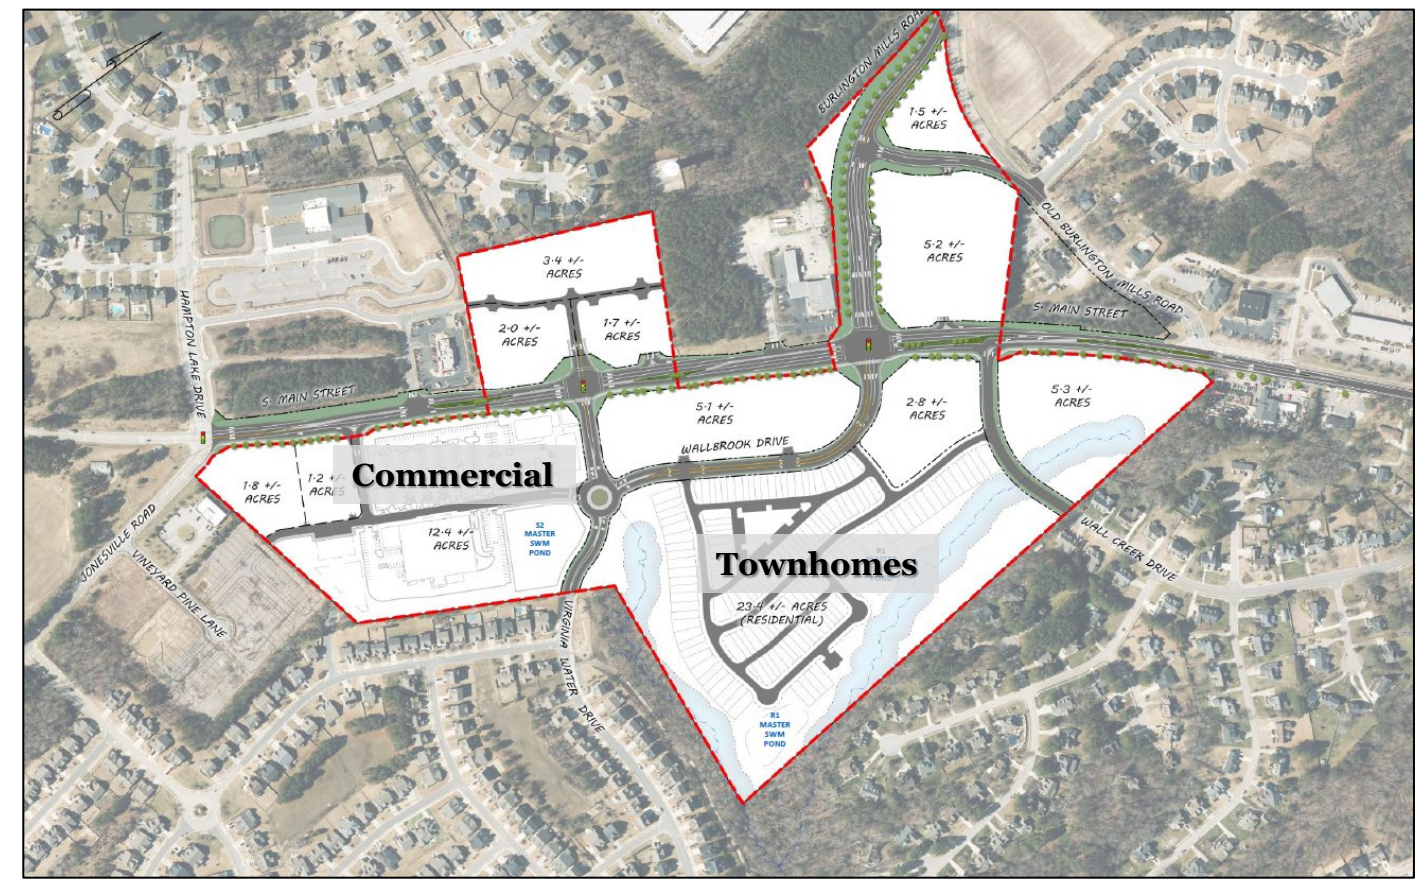 BURLINGTON MILLS ROAD
1.5 +/-
ACRES
OLD BURLINGTON MILLS ROAD
5.2 +/-
ACRES
3.4 +/-
ACRES
2.0 +/-
ACRES
1.7 +/-
ACRES
S. MAIN STREET
HAMPTON LAKE DRIVE
S. MAIN STREET
5.1 +/-
ACRES
2.8 +/-
ACRES
5.3 +/-
ACRES
WALLBROOK DRIVE
Commercial
1.8 +/-
ACRES
1.2 +/-
ACRES
12.4 +/-
ACRES
S2
MASTER
SWM
POND
JONESVILLE ROAD
VINEYARD PINE LANE
WALL CREEK DRIVE
Townhomes
23.4 +/- ACRES
(RESIDENTIAL)
VIRGINIA WATER DRIVE
R1
MASTER
SWM
POND